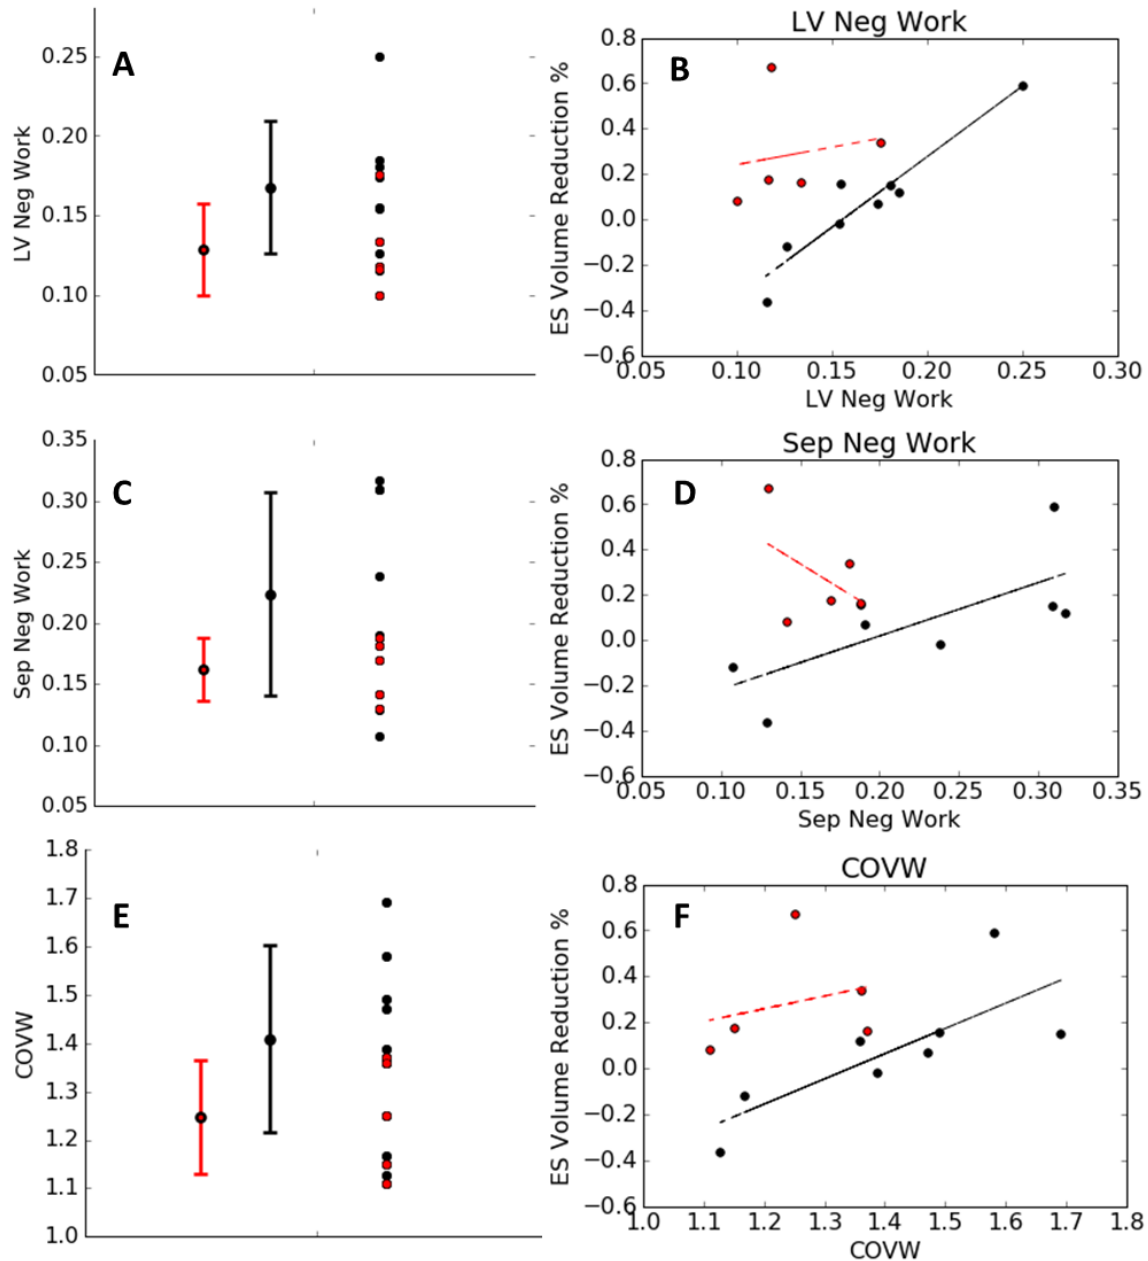 LV Neg Work
A
0.25
0.20
0.15
0.10
0.05
LV Neg Work
B
ES Volume Reduction %
0.8
0.6
0.4
0.2
0.0
−0.2
−0.4
−0.6
0.05 0.10 0.15 0.20 0.25 0.30
LV Neg Work
C
Sep Neg Work
0.35
0.30
0.25
0.20
0.15
0.10
0.05
Sep Neg Work
D
ES Volume Reduction %
0.8
0.6
0.4
0.2
0.0
−0.2
−0.4
−0.6
0.05 0.10 0.15 0.20 0.25 0.30 0.35
Sep Neg Work
E
COVW
1.8
1.7
1.6
1.5
1.4
1.3
1.2
1.1
1.0
COVW
F
ES Volume Reduction %
0.8
0.6
0.4
0.2
0.0
−0.2
−0.4
−0.6
1.0 1.1 1.2 1.3 1.4 1.5 1.6 1.7 1.8
COVW